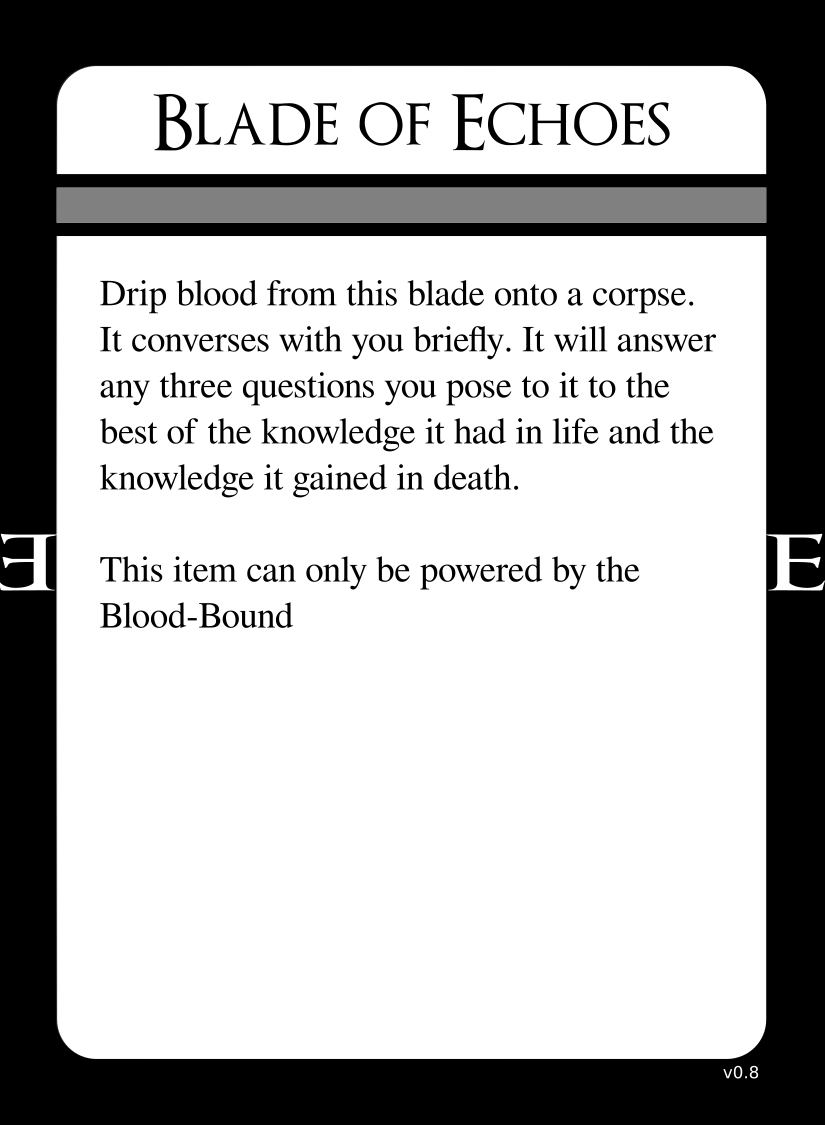 Blade of Echoes
Drip blood from this blade onto a corpse.
It converses with you briefly. It will answer
any three questions you pose to it to the
best of the knowledge it had in life and the
knowledge it gained in death.
E
E
This item can only be powered by the
Blood-Bound
v0.8